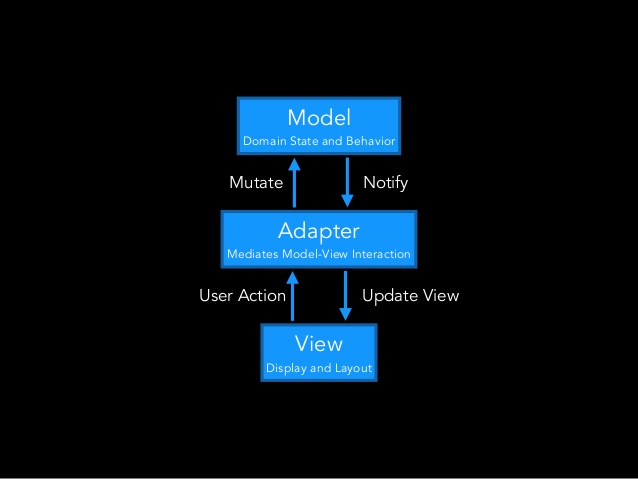 Model
Domain State and Behavior
Mutate
Notify
Adapter
Mediates Model-View Interaction
User Action
Update View
View
Display and Layout